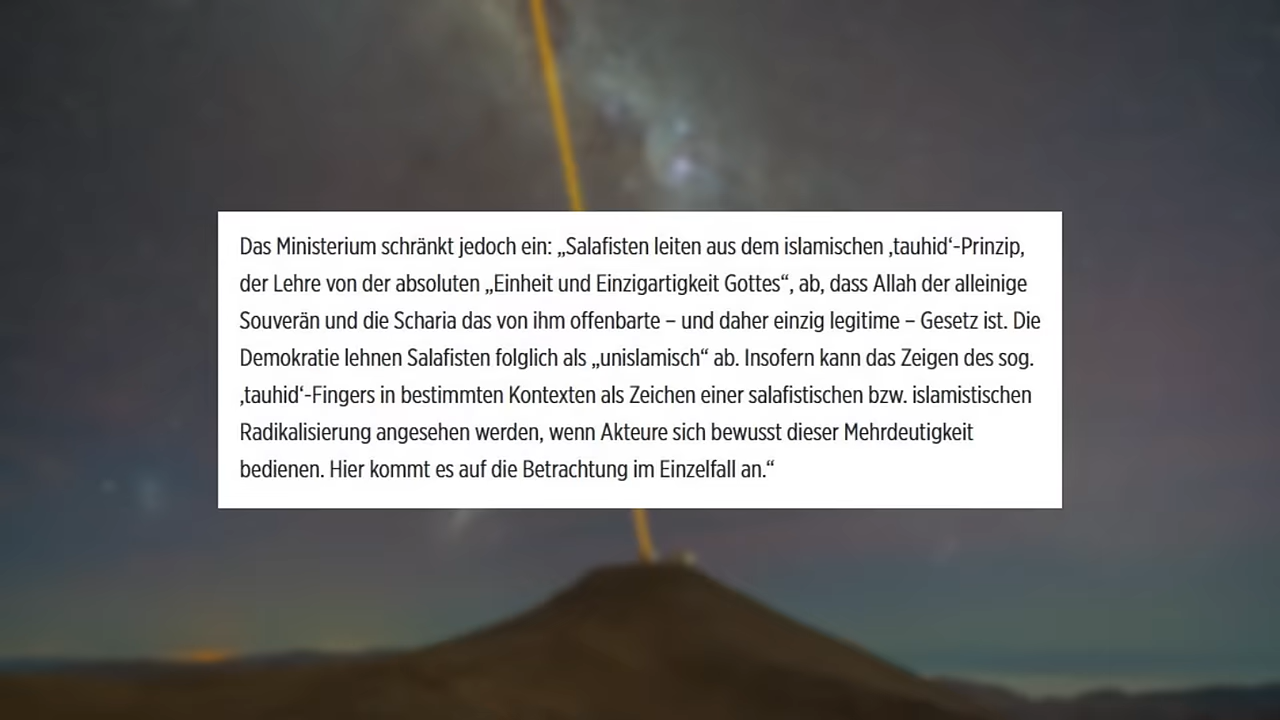 Das Ministerium schränkt jedoch ein: „Salafisten leiten aus dem islamischen ‚tauhid‘-Prinzip,
der Lehre von der absoluten „Einheit und Einzigartigkeit Gottes“, ab, dass Allah der alleinige
Souverän und die Scharia das von ihm offenbarte – und daher einzig legitime – Gesetz ist. Die
Demokratie lehnen Salafisten folglich als „unislamisch“ ab. Insofern kann das Zeigen des sog.
‚tauhid‘-Fingers in bestimmten Kontexten als Zeichen einer salafistischen bzw. islamistischen
Radikalisierung angesehen werden, wenn Akteure sich bewusst dieser Mehrdeutigkeit
bedienen. Hier kommt es auf die Betrachtung im Einzelfall an.“